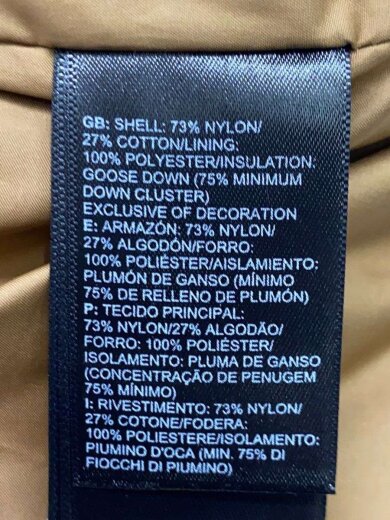 GB: SHELL: 73% NYLON/
27% COTTON/LINING:
100% POLYESTER/INSULATION:
GOOSE DOWN (75% MINIMUM
DOWN CLUSTER)
EXCLUSIVE OF DECORATION
E: ARMAZÓN: 73% NYLON/
27% ALGODÓN/FORRO:
100% POLIÉSTER/AISLAMIENTO:
PLUMÓN DE GANSO (MÍNIMO
75% DE RELLENO DE PLUMÓN)
P: TECIDO PRINCIPAL:
73% NYLON/27% ALGODÃO/
FORRO: 100% POLIÉSTER/
ISOLAMENTO: PLUMA DE GANSO
(CONCENTRAÇÃO DE PENUGEM
75% MÍNIMO)
I: RIVESTIMENTO: 73% NYLON/
27% COTONE/FODERA:
100% POLIESTERE/ISOLAMENTO:
PIUMINO D'OCA (MIN. 75% DI
FIOCCHI DI PIUMINO)